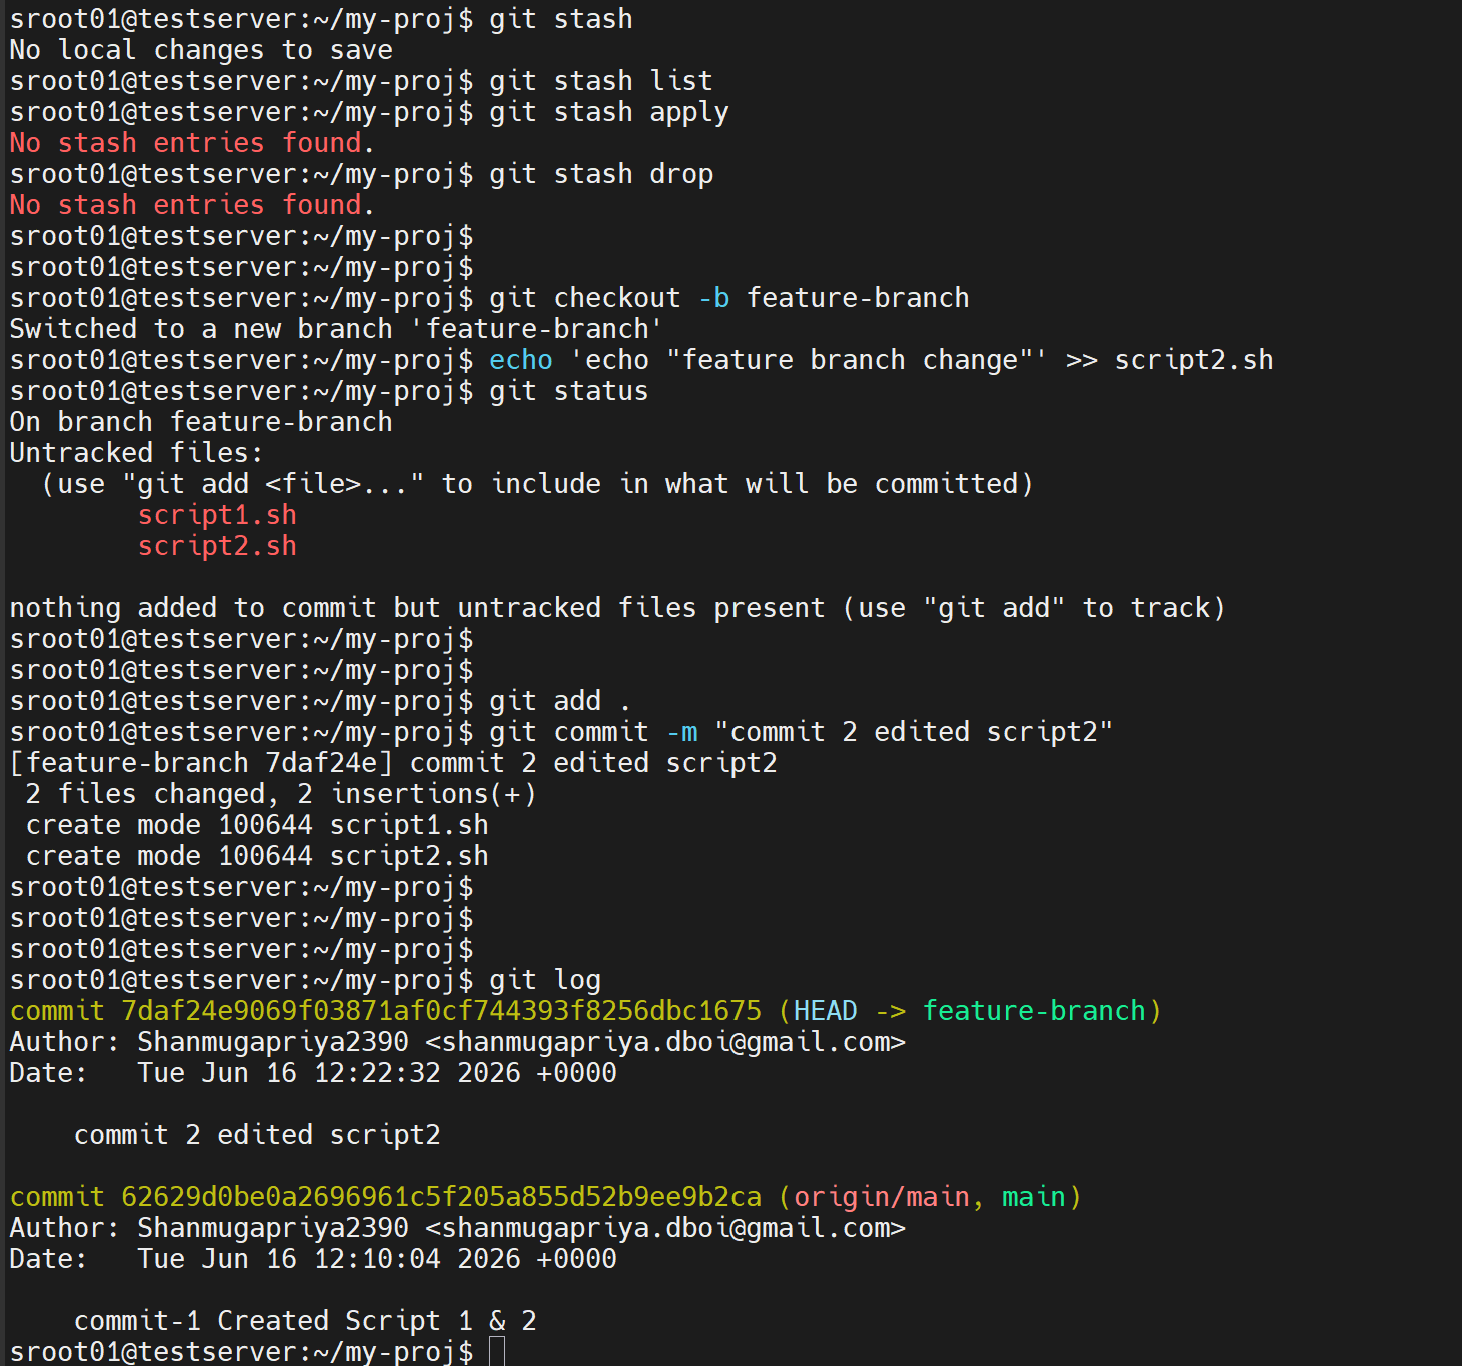 sroot01@testserver:~/my-proj$ git stash
No local changes to save
sroot01@testserver:~/my-proj$ git stash list
sroot01@testserver:~/my-proj$ git stash apply
No stash entries found.
sroot01@testserver:~/my-proj$ git stash drop
No stash entries found.
sroot01@testserver:~/my-proj$
sroot01@testserver:~/my-proj$
sroot01@testserver:~/my-proj$ git checkout -b feature-branch
Switched to a new branch 'feature-branch'
sroot01@testserver:~/my-proj$ echo 'echo "feature branch change"' >> script2.sh
sroot01@testserver:~/my-proj$ git status
On branch feature-branch
Untracked files:
  (use "git add <file>..." to include in what will be committed)
        script1.sh
        script2.sh

nothing added to commit but untracked files present (use "git add" to track)
sroot01@testserver:~/my-proj$
sroot01@testserver:~/my-proj$
sroot01@testserver:~/my-proj$ git add .
sroot01@testserver:~/my-proj$ git commit -m "commit 2 edited script2"
[feature-branch 7daf24e] commit 2 edited script2
 2 files changed, 2 insertions(+)
 create mode 100644 script1.sh
 create mode 100644 script2.sh
sroot01@testserver:~/my-proj$
sroot01@testserver:~/my-proj$
sroot01@testserver:~/my-proj$
sroot01@testserver:~/my-proj$ git log
commit 7daf24e9069f03871af0cf744393f8256dbc1675 (HEAD -> feature-branch)
Author: Shanmugapriya2390 <shanmugapriya.dboi@gmail.com>
Date:   Tue Jun 16 12:22:32 2026 +0000

    commit 2 edited script2

commit 62629d0be0a2696961c5f205a855d52b9ee9b2ca (origin/main, main)
Author: Shanmugapriya2390 <shanmugapriya.dboi@gmail.com>
Date:   Tue Jun 16 12:10:04 2026 +0000

    commit-1 Created Script 1 & 2
sroot01@testserver:~/my-proj$